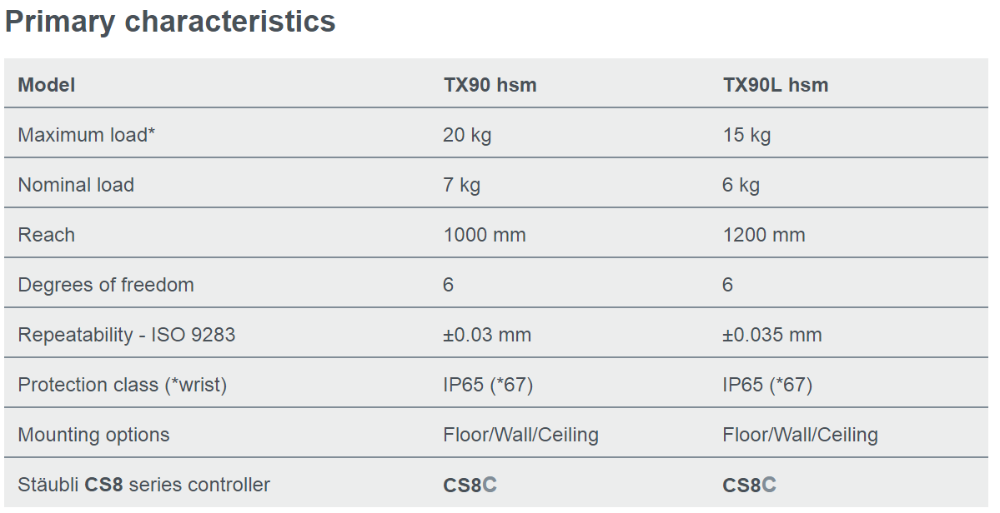 Primary characteristics
Model TX90 hsm TX90L hsm
Maximum load* 20 kg 15 kg
Nominal load 7 kg 6 kg
Reach 1000 mm 1200 mm
Degrees of freedom 6 6
Repeatability - ISO 9283 ±0.03 mm ±0.035 mm
Protection class (*wrist) IP65 (*67) IP65 (*67)
Mounting options Floor/Wall/Ceiling Floor/Wall/Ceiling
Stäubli CS8 series controller CS8C CS8C